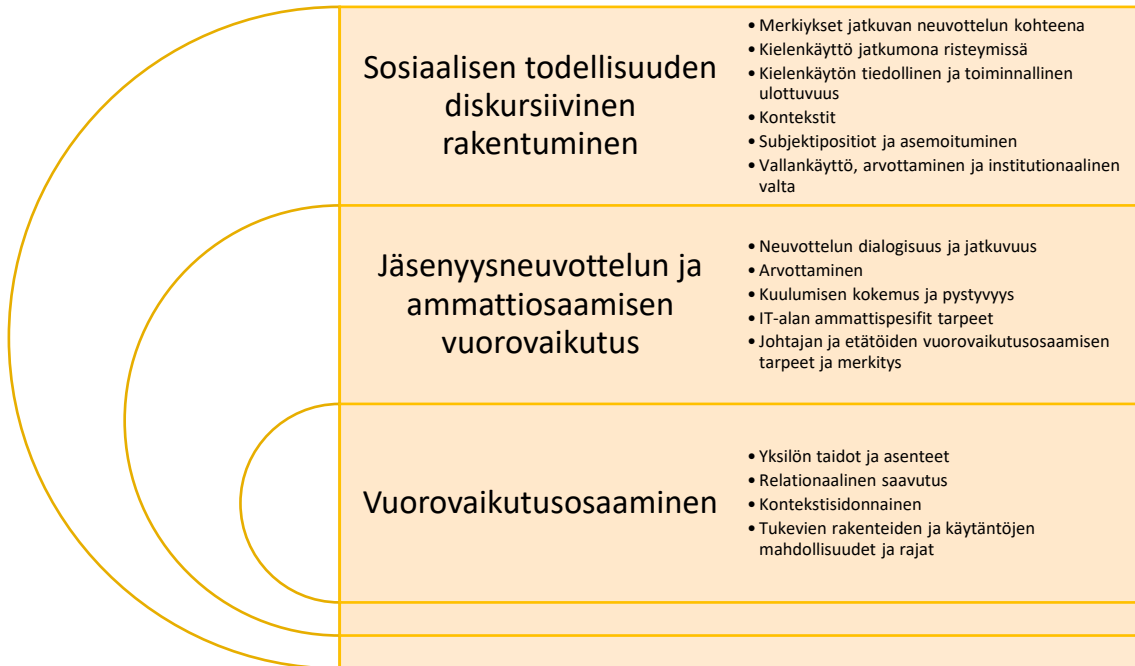 Sosiaalisen todellisuuden
diskursiivinen
rakentuminen
• Merkiykset jatkuvan neuvottelun kohteena
• Kielenkäyttö jatkumona risteymissä
• Kielenkäytön tiedollinen ja toiminnallinen
ulottuvuus
• Kontekstit
• Subjektipositiot ja asemoituminen
• Vallankäyttö, arvottaminen ja institutionaalinen
valta
Jäsenyysneuvottelun ja
ammattiosaamisen
vuorovaikutus
• Neuvottelun dialogisuus ja jatkuvuus
• Arvottaminen
• Kuulumisen kokemus ja pystyvyys
• IT-alan ammattispesifit tarpeet
• Johtajan ja etätöiden vuorovaikutusosaamisen
tarpeet ja merkitys
Vuorovaikutusosaaminen
• Yksilön taidot ja asenteet
• Relationaalinen saavutus
• Kontekstisidonnainen
• Tukevien rakenteiden ja käytäntöjen
mahdollisuudet ja rajat